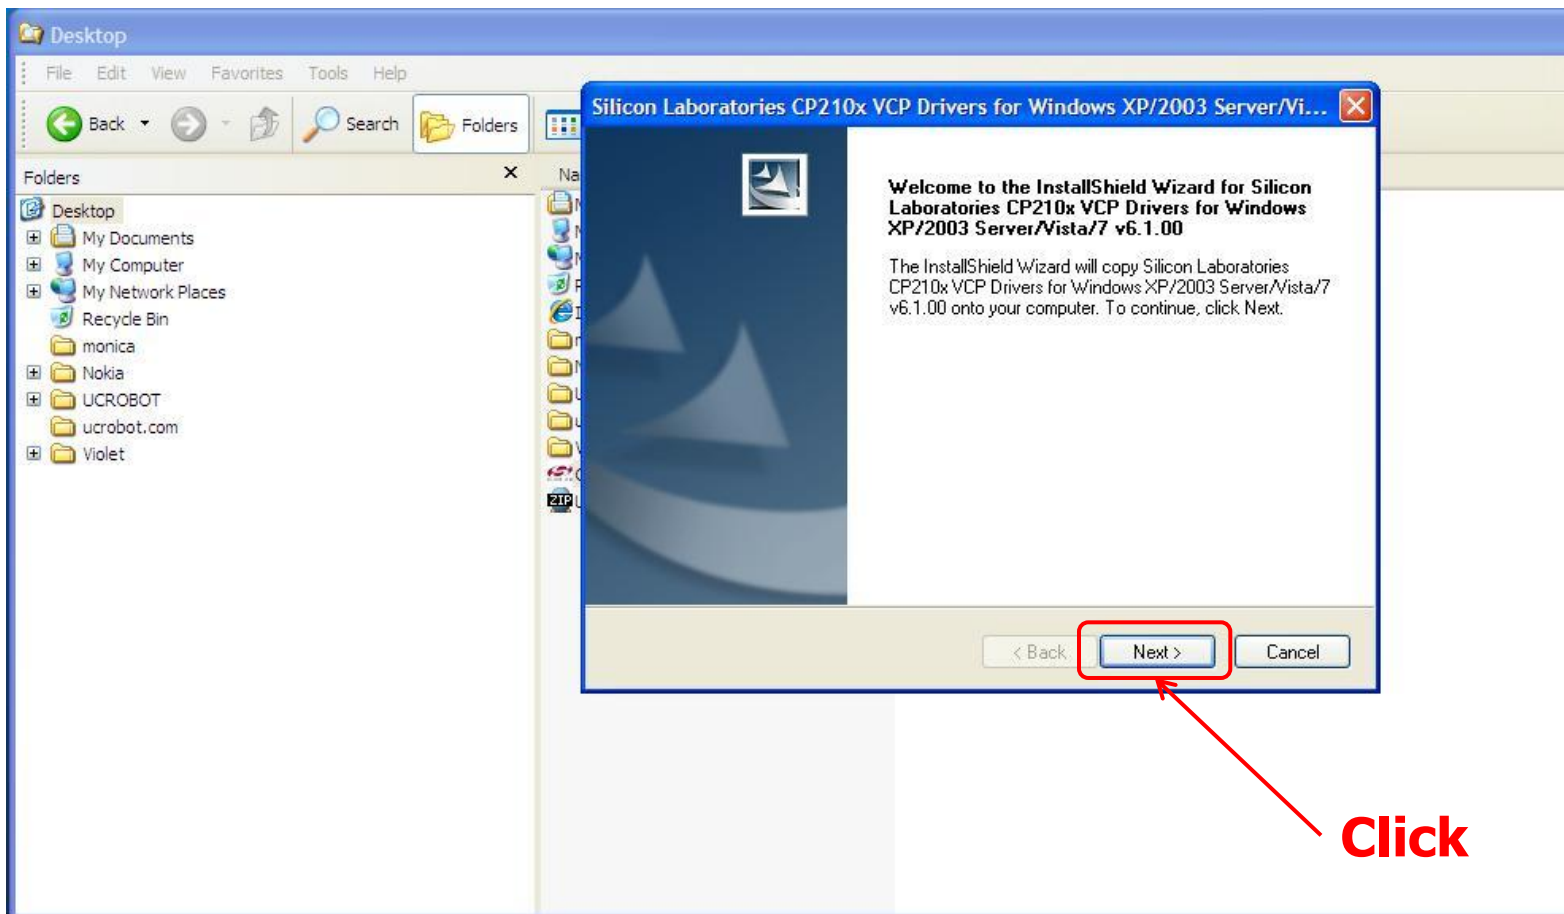 Desktop
File Edit View Favorites Tools Help
Back Search Folders
Folders
Desktop
My Documents
My Computer
My Network Places
Recycle Bin
monica
Nokia
UCROBOT
ucrobot.com
Violet
Na
ZIP
Silicon Laboratories CP210x VCP Drivers for Windows XP/2003 Server/Vi...
Welcome to the InstallShield Wizard for Silicon
Laboratories CP210x VCP Drivers for Windows
XP/2003 Server/Vista/7 v6.1.00
The InstallShield Wizard will copy Silicon Laboratories
CP210x VCP Drivers for Windows XP/2003 Server/Vista/7
v6.1.00 onto your computer. To continue, click Next.
< Back Next > Cancel
Click